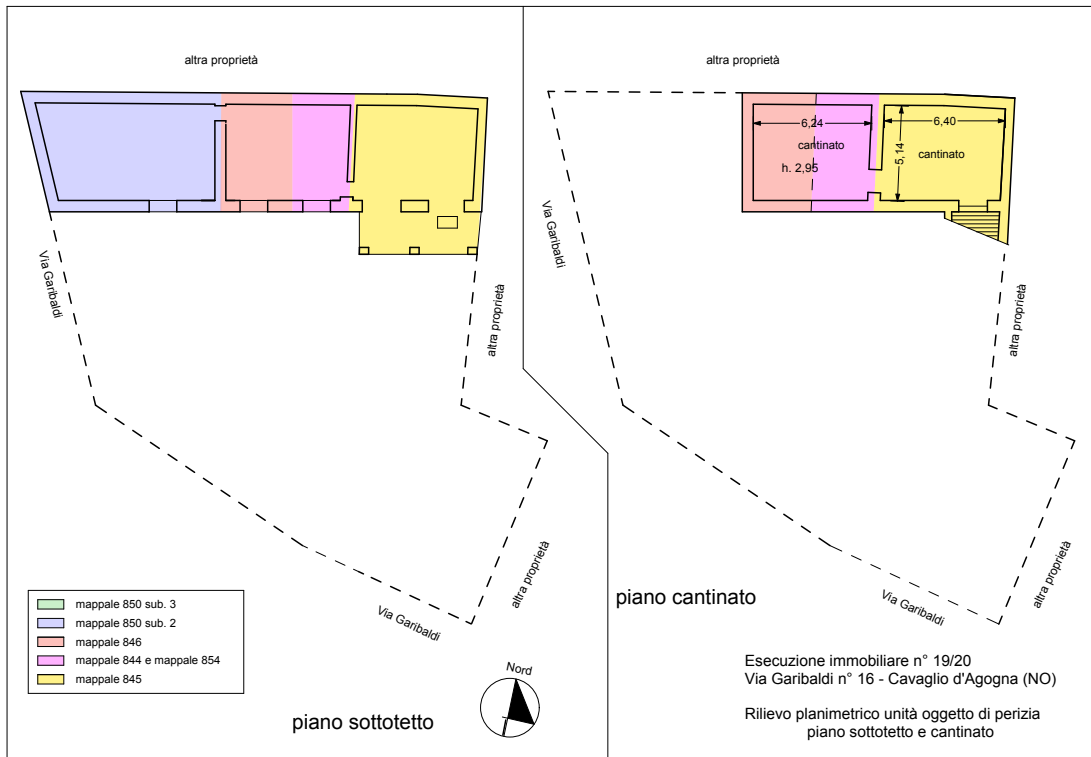 altra proprietà
Via Garibaldi
altra proprietà
altra proprietà
Via Garibaldi
mappale 850 sub. 3
mappale 850 sub. 2
mappale 846
mappale 844 e mappale 854
mappale 845
Nord
piano sottotetto
altra proprietà
6,24
cantinato
h. 2,95
5,14
6,40
cantinato
Via Garibaldi
altra proprietà
altra proprietà
Via Garibaldi
piano cantinato
Esecuzione immobiliare n° 19/20
Via Garibaldi n° 16 - Cavaglio d'Agogna (NO)
Rilievo planimetrico unità oggetto di perizia
piano sottotetto e cantinato